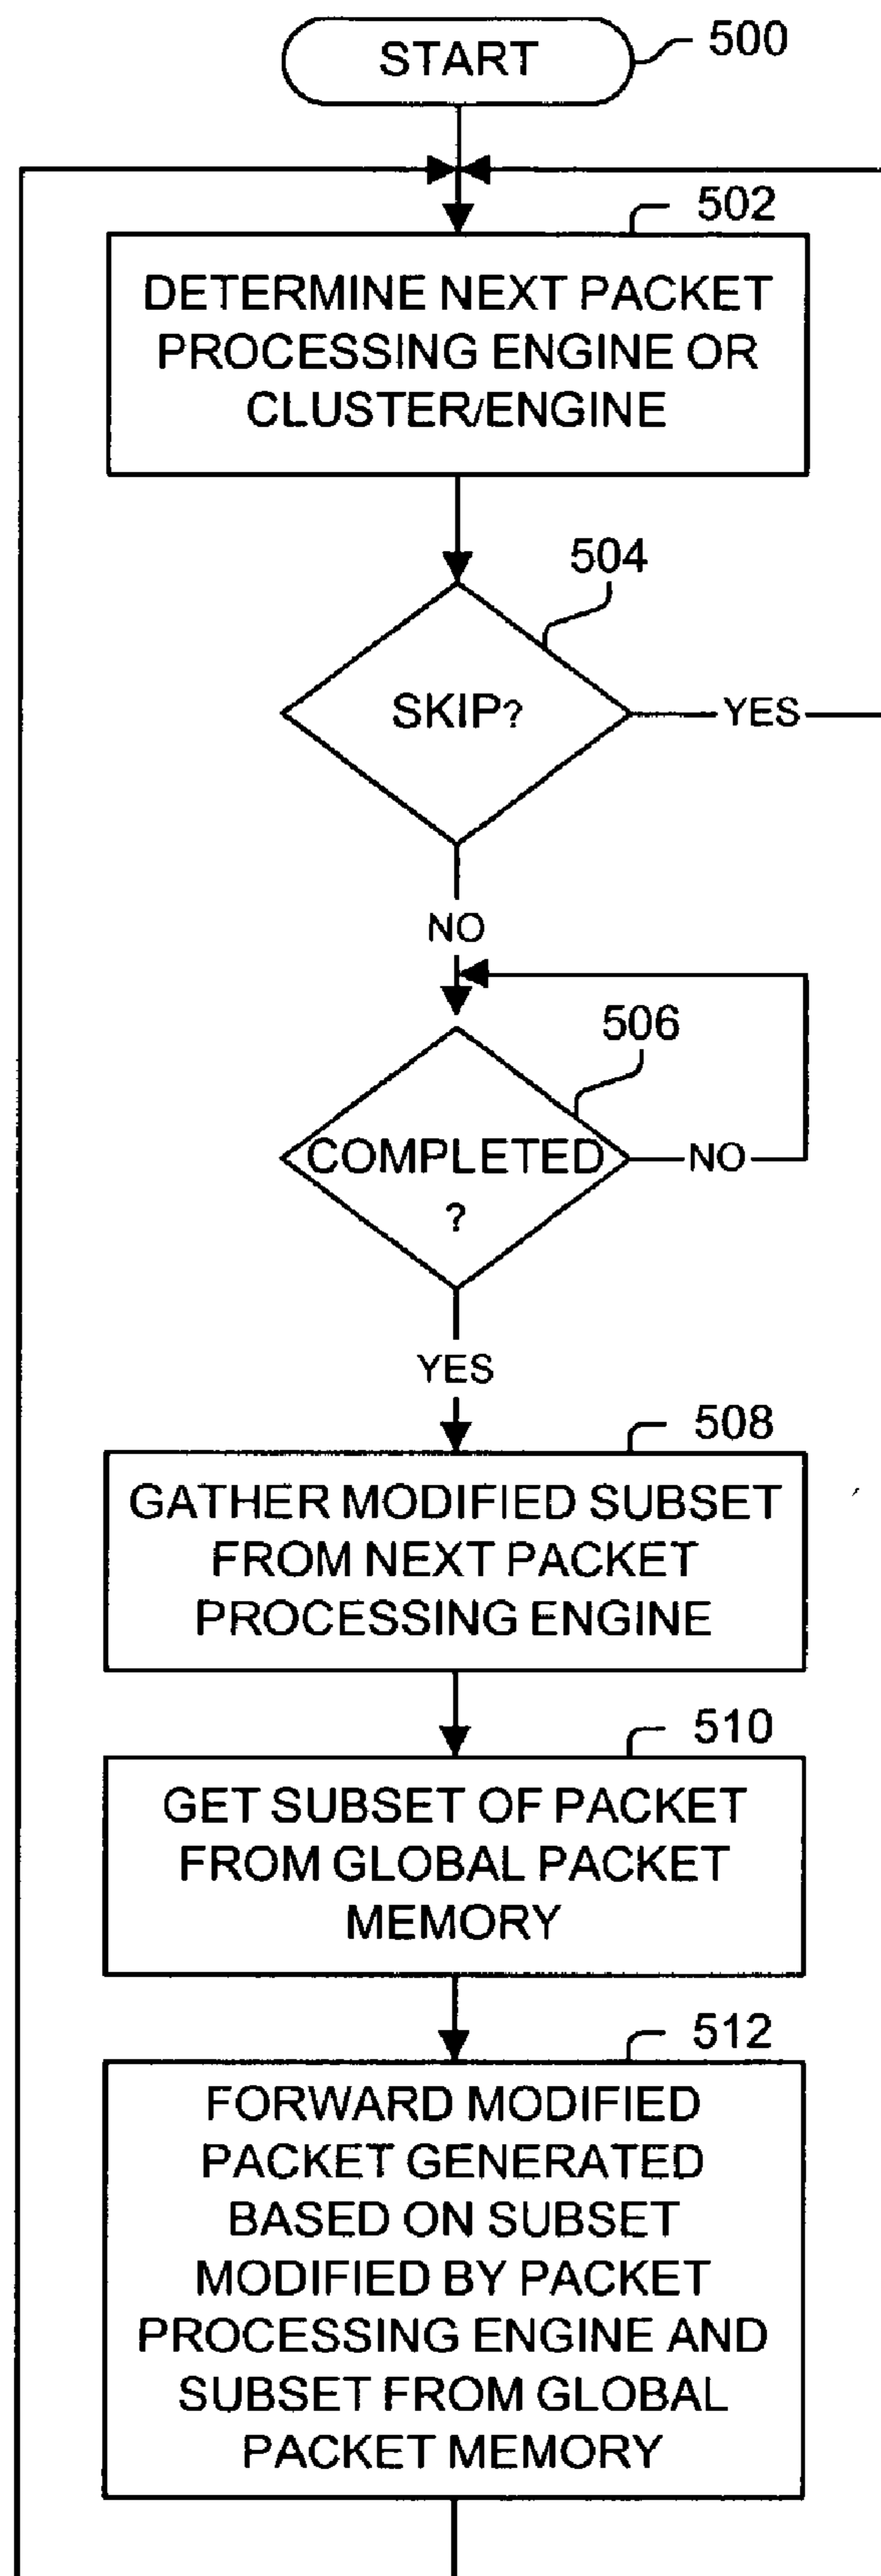 START
500
502
DETERMINE NEXT PACKET
PROCESSING ENGINE OR
CLUSTER/ENGINE
504
SKIP?
YES
NO
506
COMPLETED
?
NO
YES
508
GATHER MODIFIED SUBSET
FROM NEXT PACKET
PROCESSING ENGINE
510
GET SUBSET OF PACKET
FROM GLOBAL PACKET
MEMORY
512
FORWARD MODIFIED
PACKET GENERATED
BASED ON SUBSET
MODIFIED BY PACKET
PROCESSING ENGINE AND
SUBSET FROM GLOBAL
PACKET MEMORY